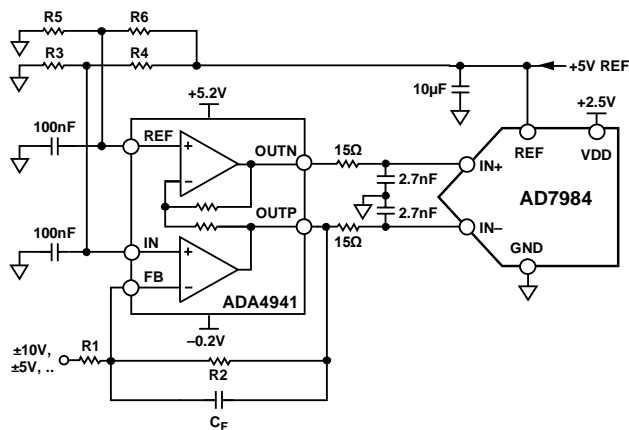 R5
R6
R3
R4
+5V REF
10µF
+5.2V
+2.5V
100nF
REF
OUTN
15Ω
REF
VDD
IN+
2.7nF
AD7984
OUTP
2.7nF
100nF
IN
15Ω
IN–
FB
GND
ADA4941
–0.2V
R1
±10V,
±5V, ..
R2
CF